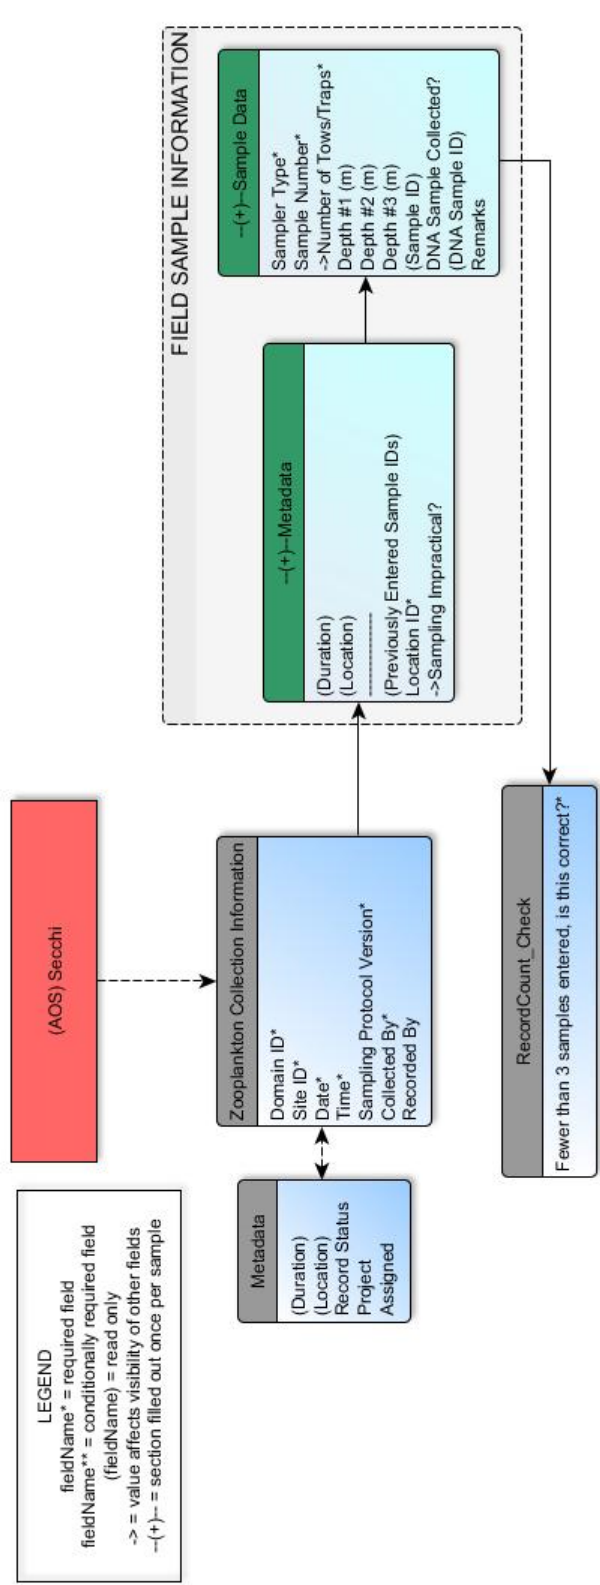 LEGEND
fieldName* = required field
fieldName** = conditionally required field
(fieldName) = read only
-> = value affects visibility of other fields
--(+)-- = section filled out once per sample
(AOS) Secchi
Metadata
(Duration)
(Location)
Record Status
Project
Assigned
Zooplankton Collection Information
Domain ID*
Site ID*
Date*
Time*
Sampling Protocol Version*
Collected By*
Recorded By
FIELD SAMPLE INFORMATION
--(+)--Metadata
(Duration)
(Location)
--------------------
(Previously Entered Sample IDs)
Location ID*
->Sampling Impractical?
--(+)--Sample Data
Sampler Type*
Sample Number*
->Number of Tows/Traps*
Depth #1 (m)
Depth #2 (m)
Depth #3 (m)
(Sample ID)
DNA Sample Collected?
(DNA Sample ID)
Remarks
RecordCount_Check
Fewer than 3 samples entered, is this correct?*